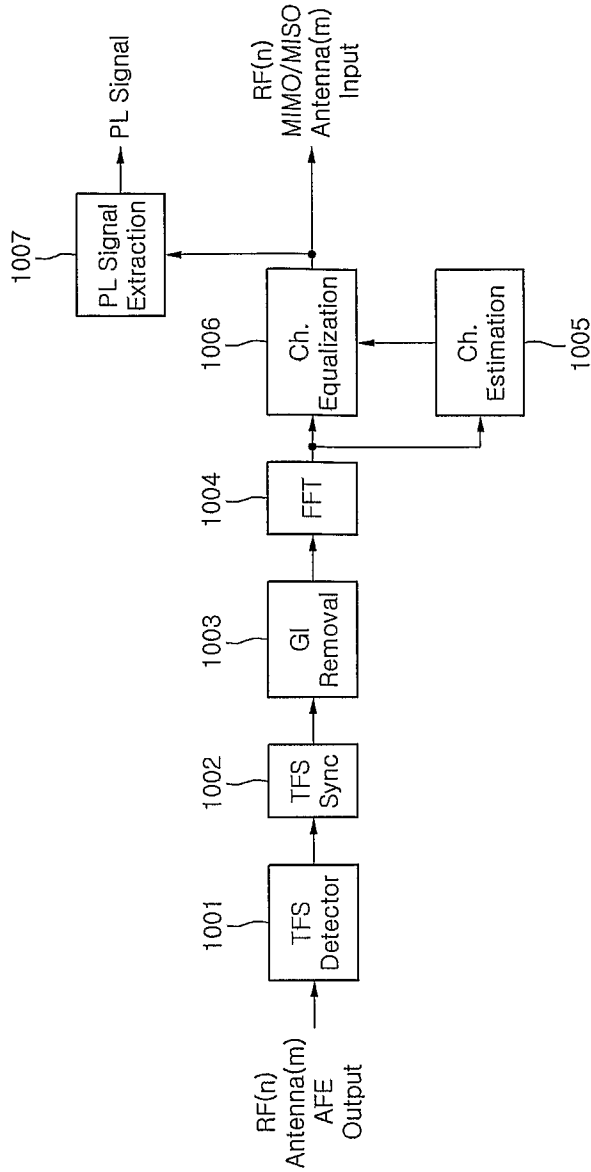 RF(n)
Antenna(m)
AFE
Output
1001
TFS
Detector
1002
TFS
Sync
1003
GI
Removal
1004
FFT
1006
Ch.
Equalization
1005
Ch.
Estimation
1007
PL Signal
Extraction
PL Signal
RF(n)
MIMO/MISO
Antenna(m)
Input